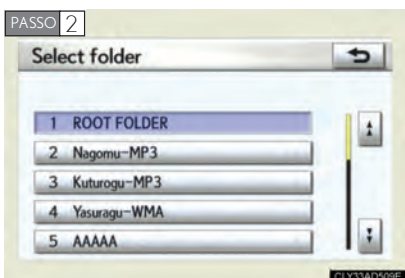 PASSO 2
Select folder
1 ROOT FOLDER
2 Nagomu-MP3
3 Kuturogu-MP3
4 Yasuragu-WMA
5 AAAAA
CLY33AD509E